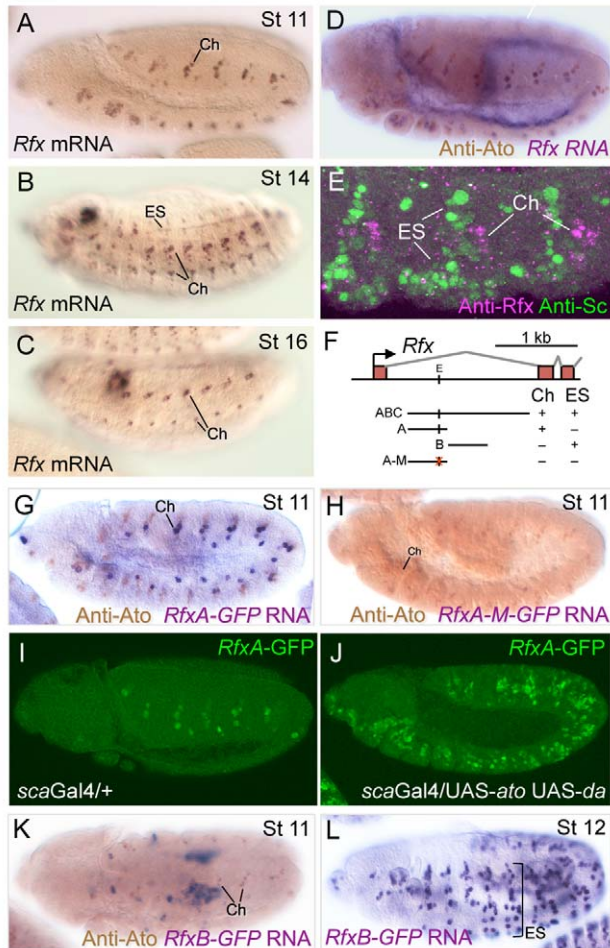 A
St 11
Ch
Rfx mRNA
D
Anti-Ato Rfx RNA
B
St 14
ES
Ch
Rfx mRNA
E
ES
Ch
Anti-Rfx Anti-Sc
C
St 16
Ch
Rfx mRNA
F
1 kb
Rfx
E
Ch ES
ABC + +
A + –
B – +
A-M – –
G
St 11
Ch
Anti-Ato RfxA-GFP RNA
H
St 11
Ch
Anti-Ato RfxA-M-GFP RNA
I
RfxA-GFP
scaGal4/+
J
RfxA-GFP
scaGal4/UAS-ato UAS-da
K
St 11
Ch
Anti-Ato RfxB-GFP RNA
L
St 12
ES
RfxB-GFP RNA